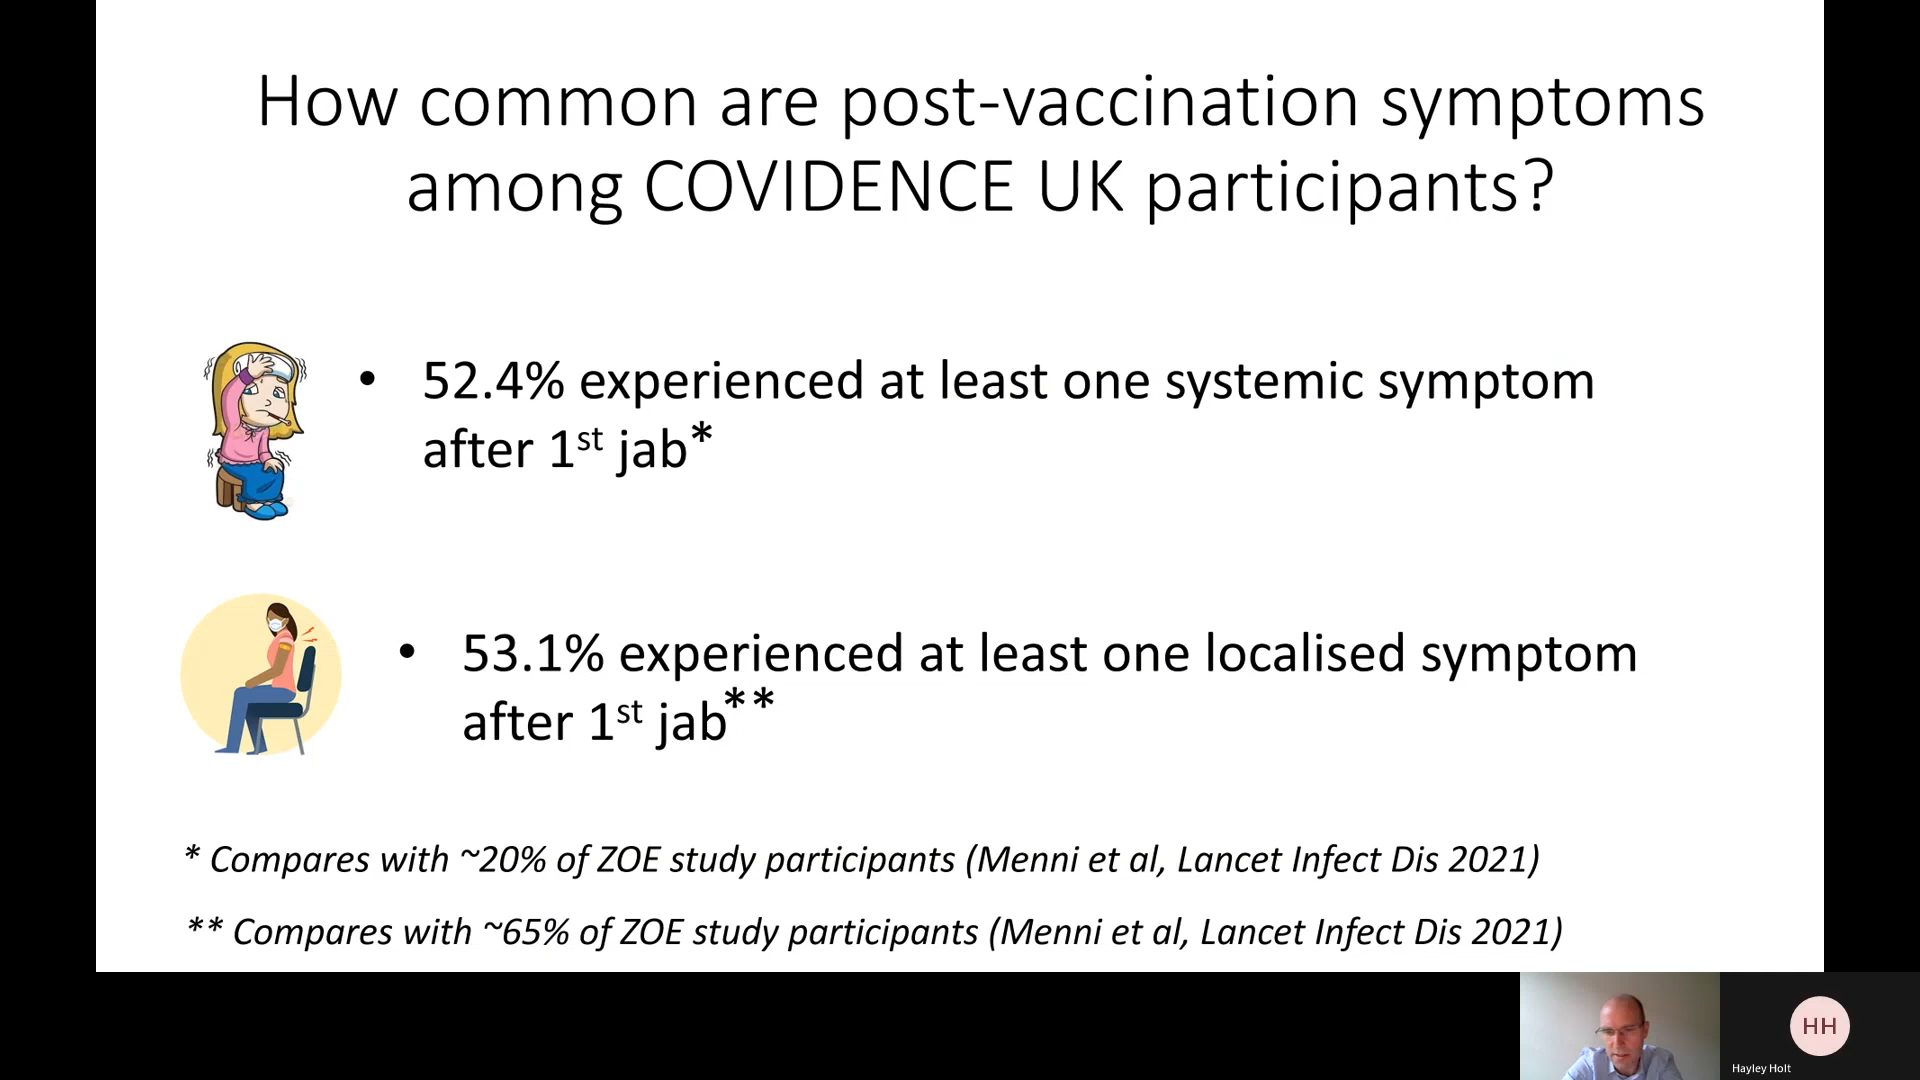 How common are post-vaccination symptoms
among COVIDENCE UK participants?
• 52.4% experienced at least one systemic symptom
after 1st jab*
• 53.1% experienced at least one localised symptom
after 1st jab**
* Compares with ~20% of ZOE study participants (Menni et al, Lancet Infect Dis 2021)
** Compares with ~65% of ZOE study participants (Menni et al, Lancet Infect Dis 2021)
HH
Hayley Holt